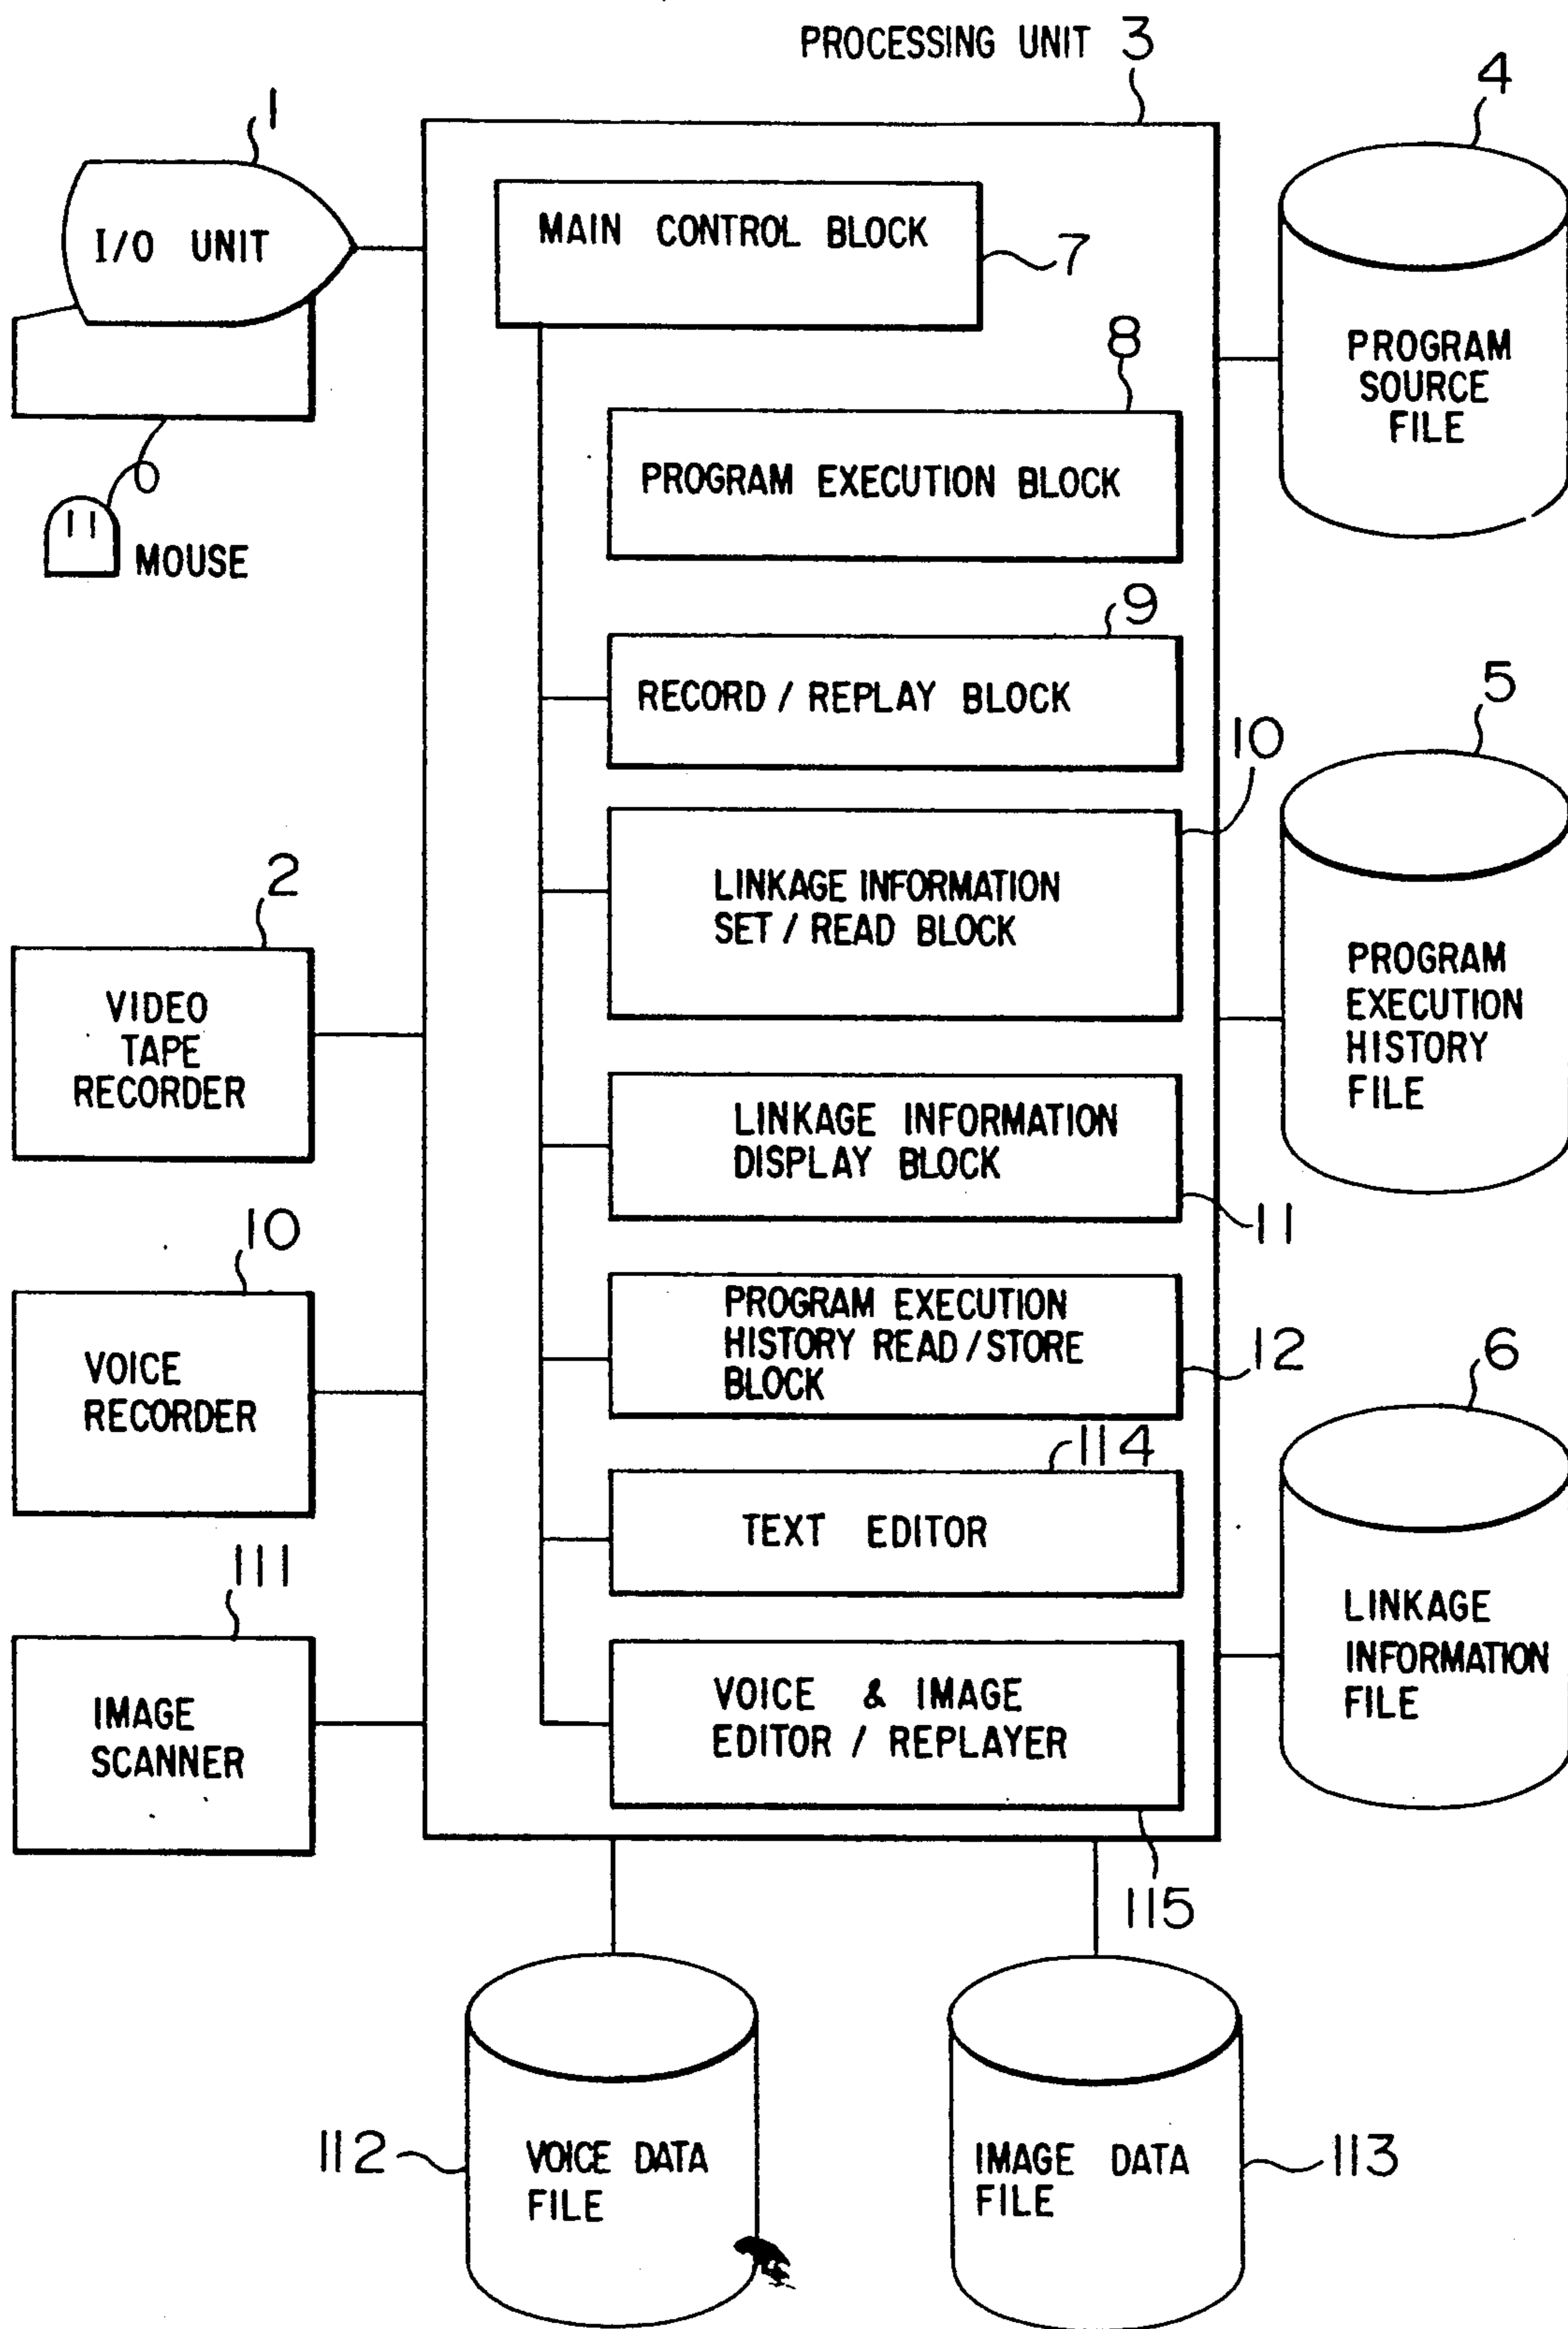 PROCESSING UNIT 3
1
I/O UNIT
MOUSE
MAIN CONTROL BLOCK
7
8
PROGRAM EXECUTION BLOCK
4
PROGRAM
SOURCE
FILE
9
RECORD / REPLAY BLOCK
10
LINKAGE INFORMATION
SET / READ BLOCK
5
PROGRAM
EXECUTION
HISTORY
FILE
2
VIDEO
TAPE
RECORDER
LINKAGE INFORMATION
DISPLAY BLOCK
11
10
VOICE
RECORDER
PROGRAM EXECUTION
HISTORY READ / STORE
BLOCK
12
6
LINKAGE
INFORMATION
FILE
114
TEXT EDITOR
111
IMAGE
SCANNER
VOICE & IMAGE
EDITOR / REPLAYER
115
112
VOICE DATA
FILE
IMAGE DATA
FILE
113